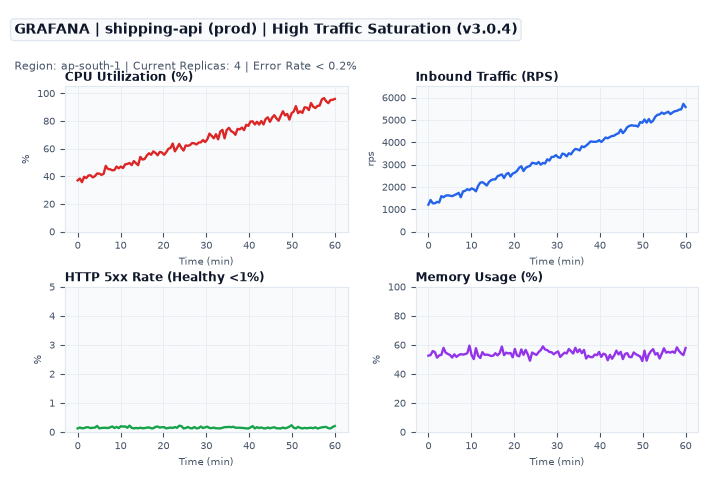 GRAFANA | shipping-api (prod) | High Traffic Saturation (v3.0.4)
Region: ap-south-1 | Current Replicas: 4 | Error Rate < 0.2%
CPU Utilization (%)
100
80
60
40
20
0
%
0 10 20 30 40 50 60
Time (min)
Inbound Traffic (RPS)
6000
5000
4000
3000
2000
1000
0
rps
0 10 20 30 40 50 60
Time (min)
HTTP 5xx Rate (Healthy <1%)
5
4
3
2
1
0
%
0 10 20 30 40 50 60
Time (min)
Memory Usage (%)
100
80
60
40
20
0
%
0 10 20 30 40 50 60
Time (min)